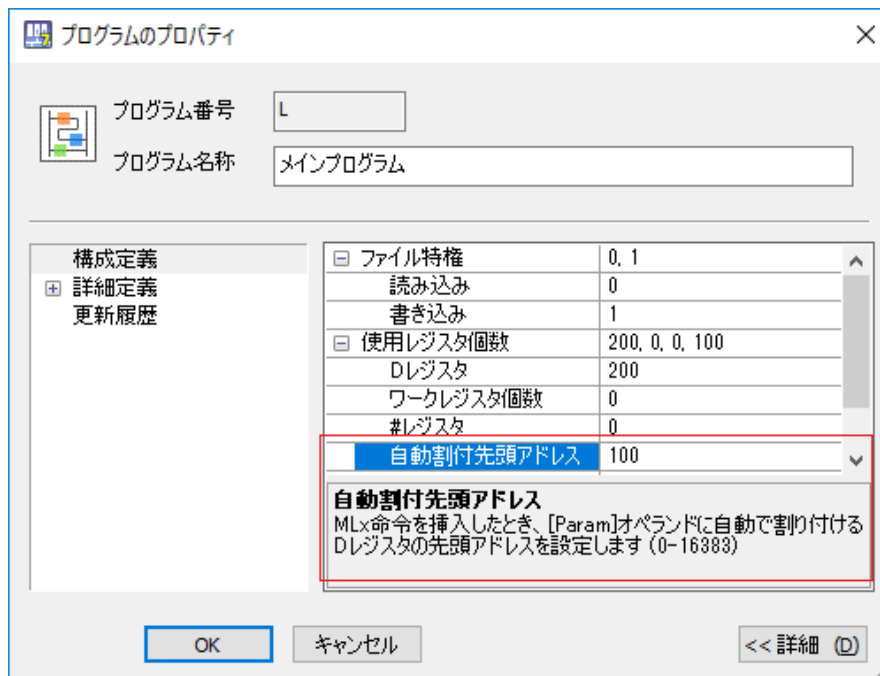 プログラムのプロパティ
プログラム番号 L
プログラム名称 メインプログラム
構成定義
詳細定義
更新履歴
ファイル特権 0, 1
読み込み 0
書き込み 1
使用レジスタ個数 200, 0, 0, 100
Dレジスタ 200
ワークレジスタ個数 0
#レジスタ 0
自動割付先頭アドレス 100
自動割付先頭アドレス
MLx命令を挿入したとき、[Param]オペランドに自動で割り付ける
Dレジスタの先頭アドレスを設定します (0-16383)
OK キャンセル << 詳細 (D)